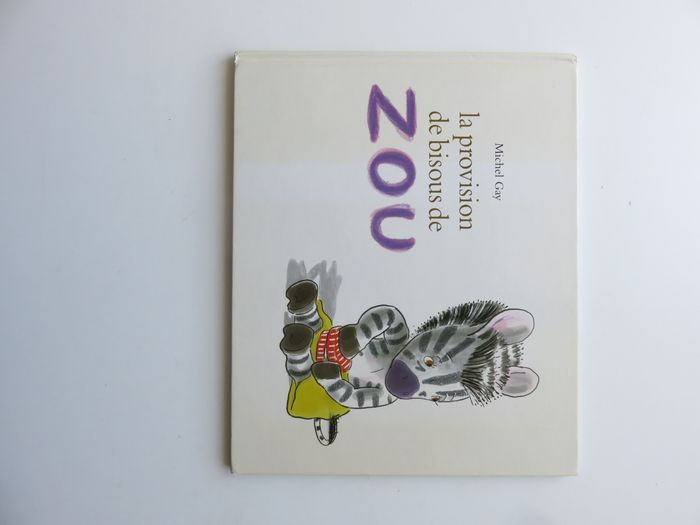 Michel Gay
la provision
de bisous de
ZOU